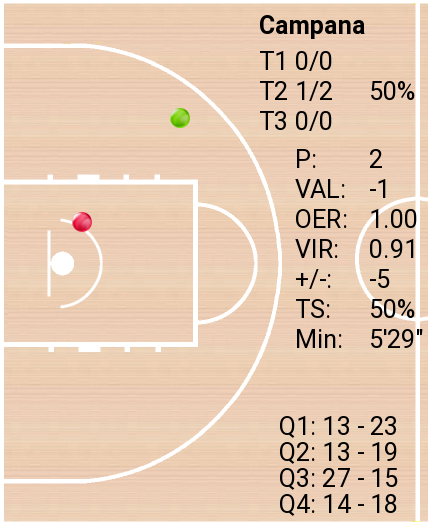 Campana
T1 0/0
T2 1/2 50%
T3 0/0
P: 2
VAL: -1
OER: 1.00
VIR: 0.91
+/-: -5
TS: 50%
Min: 5'29"
Q1: 13 - 23
Q2: 13 - 19
Q3: 27 - 15
Q4: 14 - 18